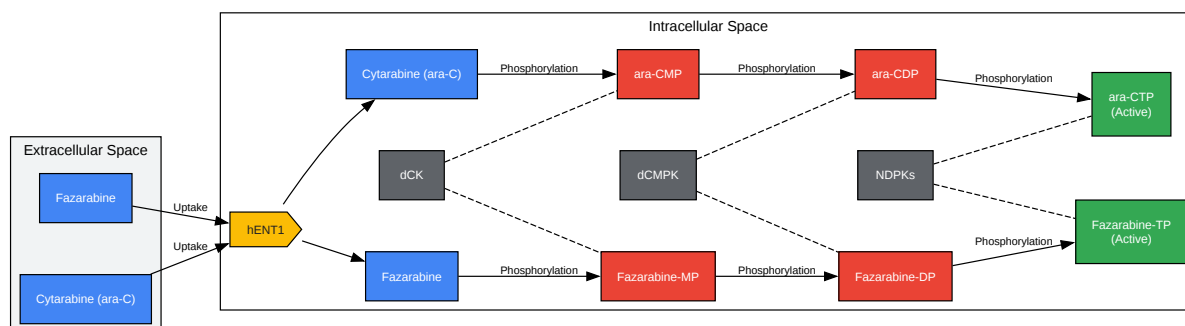 Intracellular Space
Cytarabine (ara-C)
Phosphorylation
ara-CMP
Phosphorylation
ara-CDP
Phosphorylation
ara-CTP
(Active)
Extracellular Space
Fazarabine
Uptake
Uptake
Cytarabine (ara-C)
hENT1
dCK
dCMPK
NDPKs
Fazarabine
Phosphorylation
Fazarabine-MP
Phosphorylation
Fazarabine-DP
Phosphorylation
Fazarabine-TP
(Active)